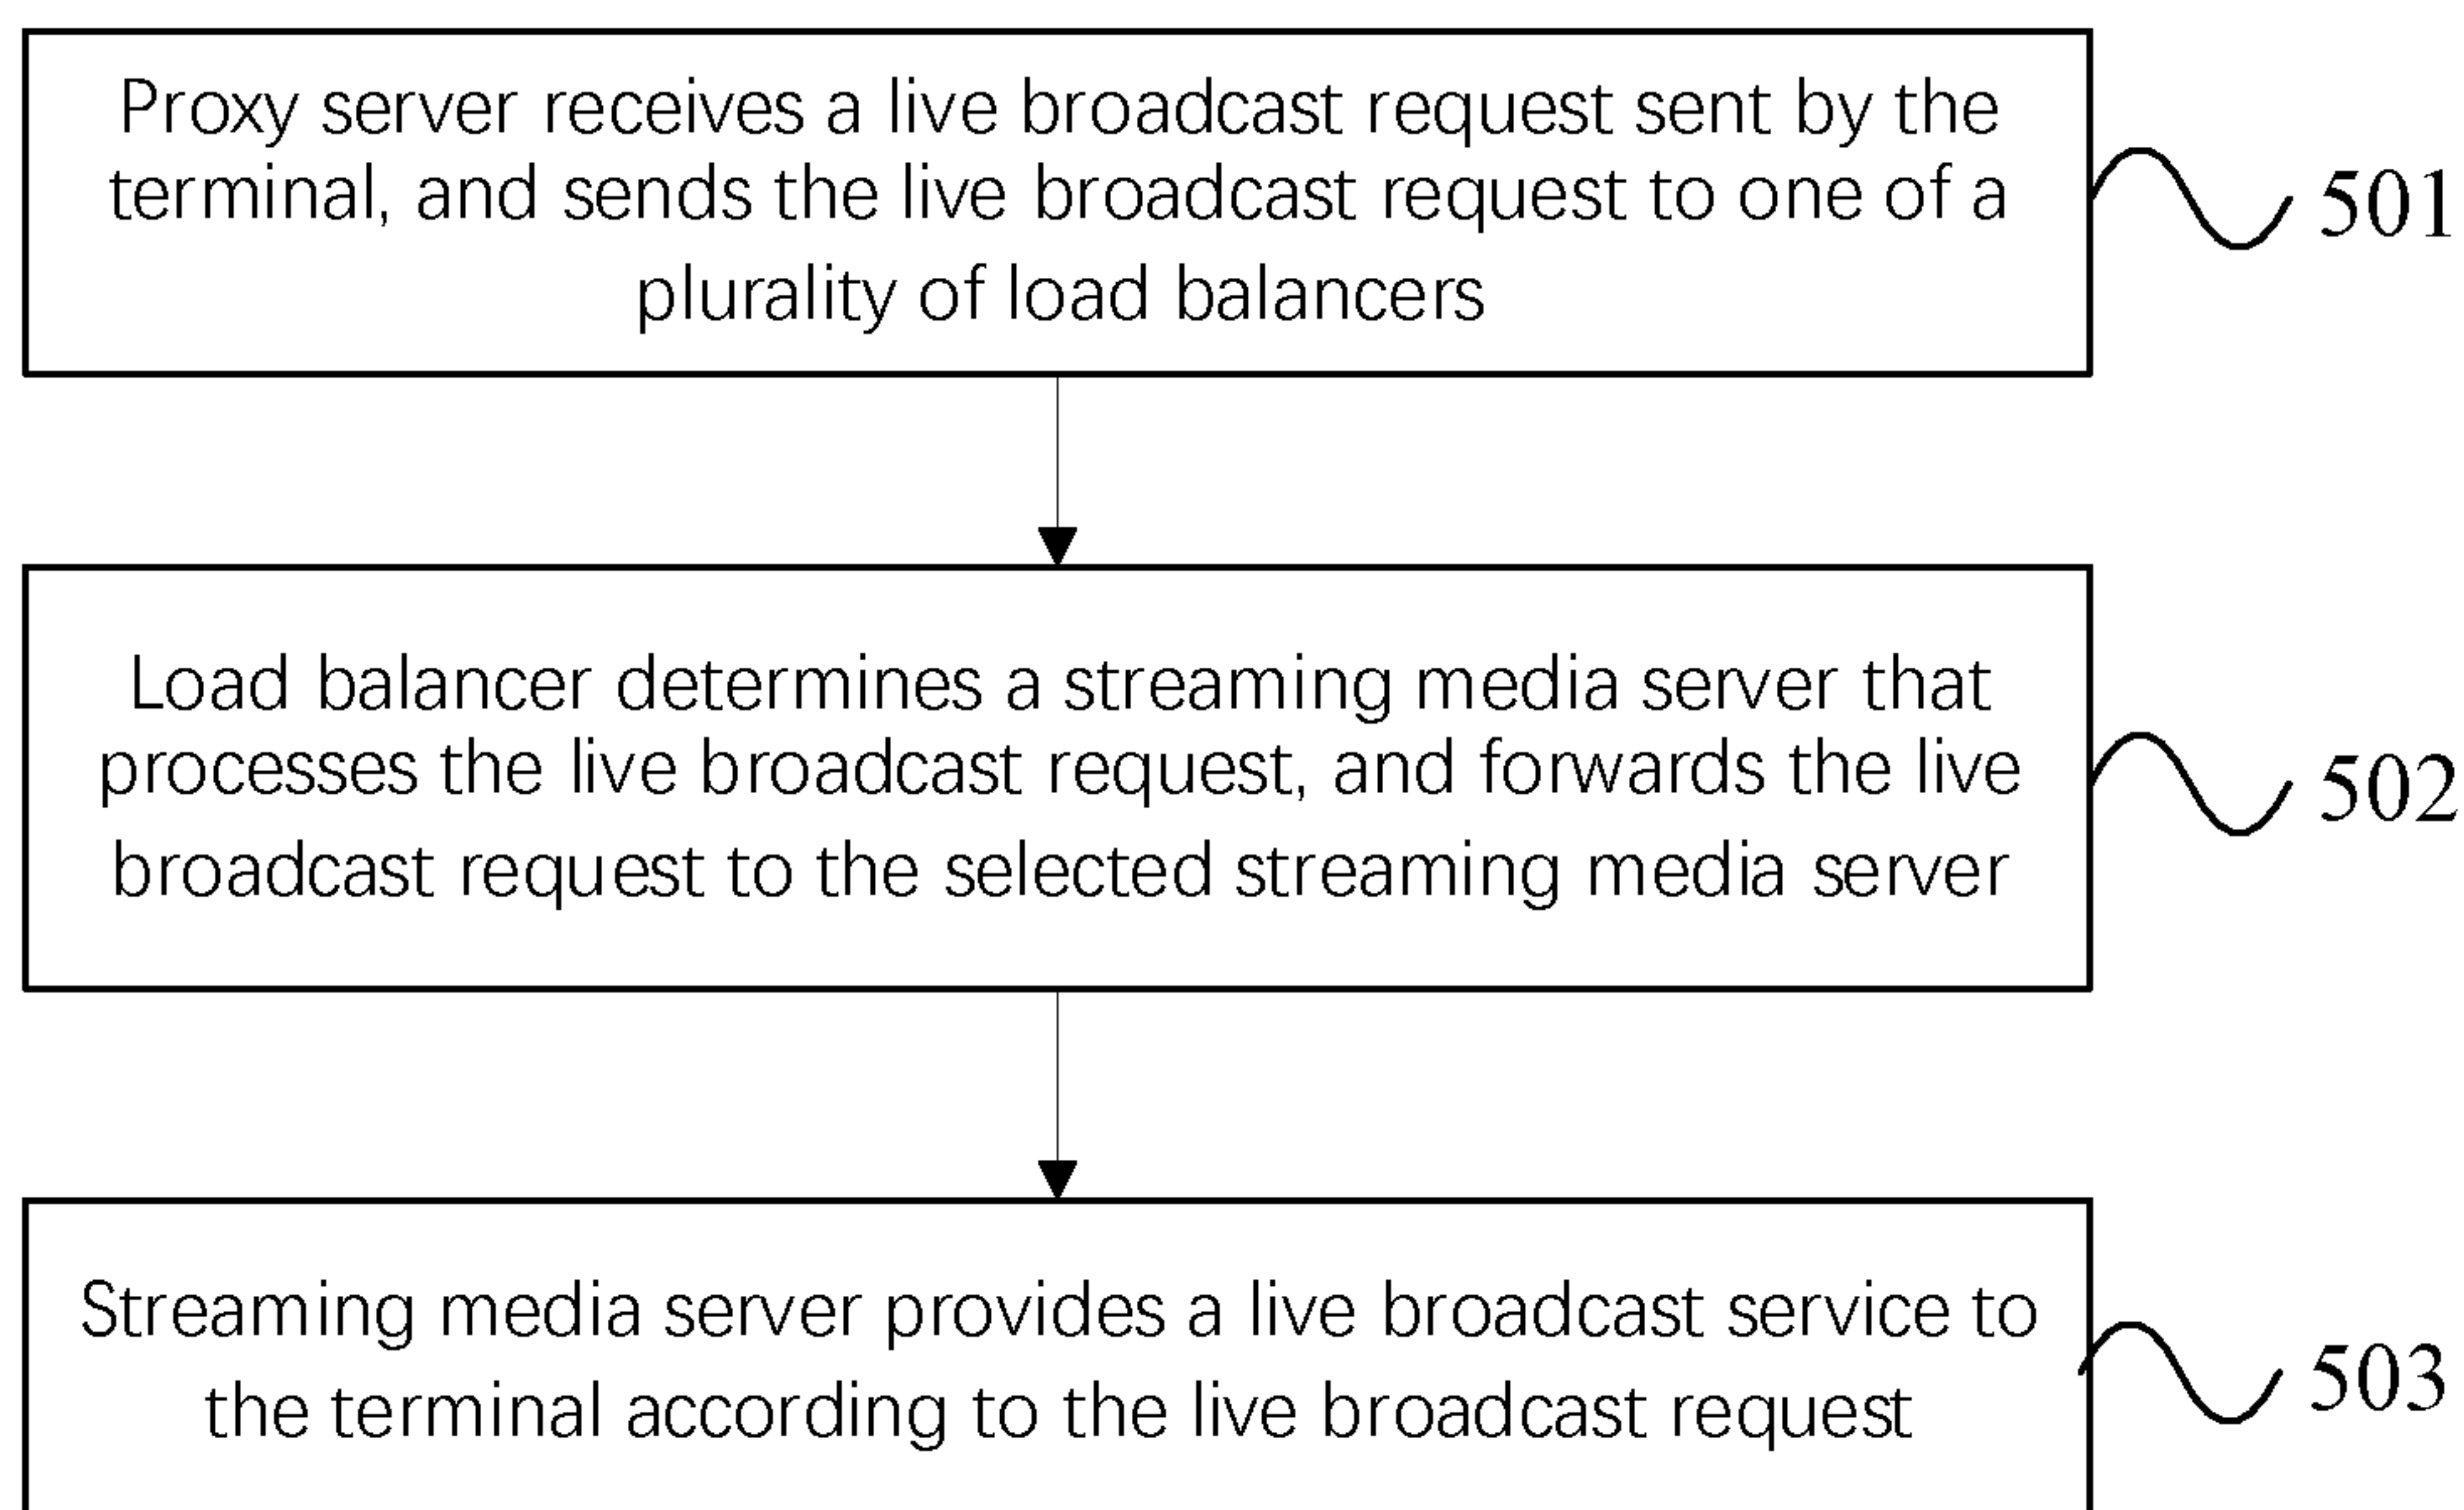 Proxy server receives a live broadcast request sent by the
terminal, and sends the live broadcast request to one of a
plurality of load balancers
501
Load balancer determines a streaming media server that
processes the live broadcast request, and forwards the live
broadcast request to the selected streaming media server
502
Streaming media server provides a live broadcast service to
the terminal according to the live broadcast request
503